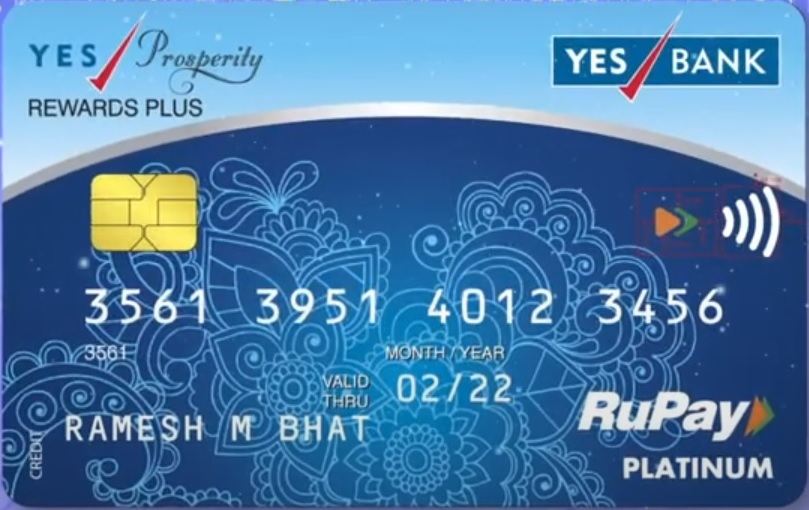 YES Prosperity
REWARDS PLUS
YES BANK
3561 3951 4012 3456
3561
MONTH / YEAR
VALID
THRU
02/22
RAMESH M BHAT
CREDIT
RuPay
PLATINUM